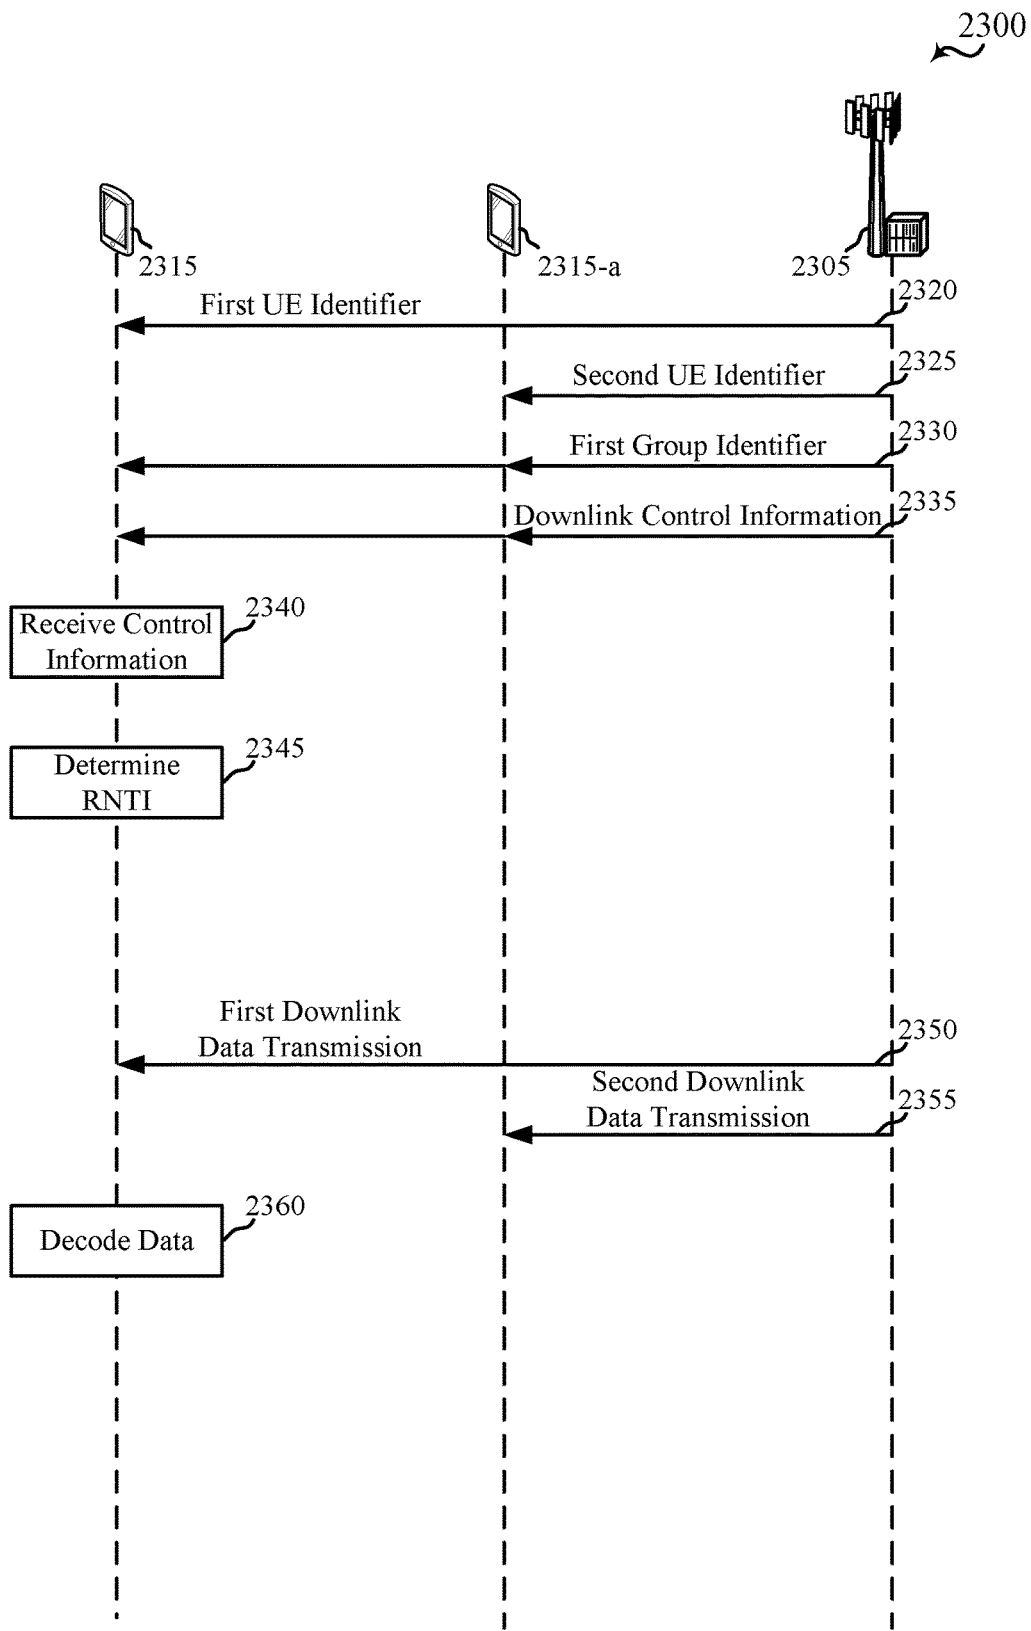 2300
2315
2315-a
2305
First UE Identifier
2320
Second UE Identifier
2325
First Group Identifier
2330
Downlink Control Information
2335
Receive Control
Information
2340
Determine
RNTI
2345
First Downlink
Data Transmission
2350
Second Downlink
Data Transmission
2355
Decode Data
2360